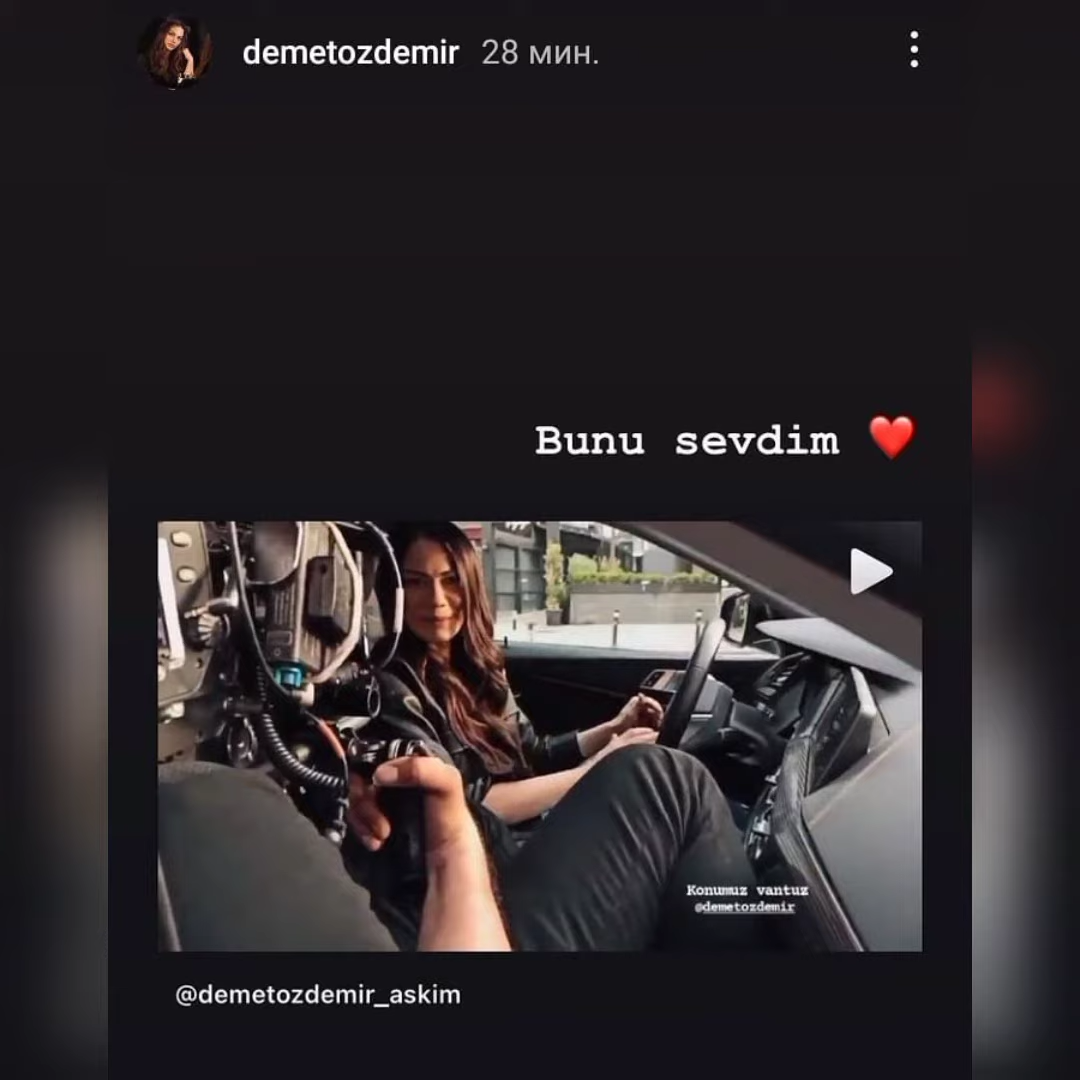 demetozdemir 28 мин.
Bunu sevdim ❤️
Konumuz vantuz
@demetozdemir
@demetozdemir_askim